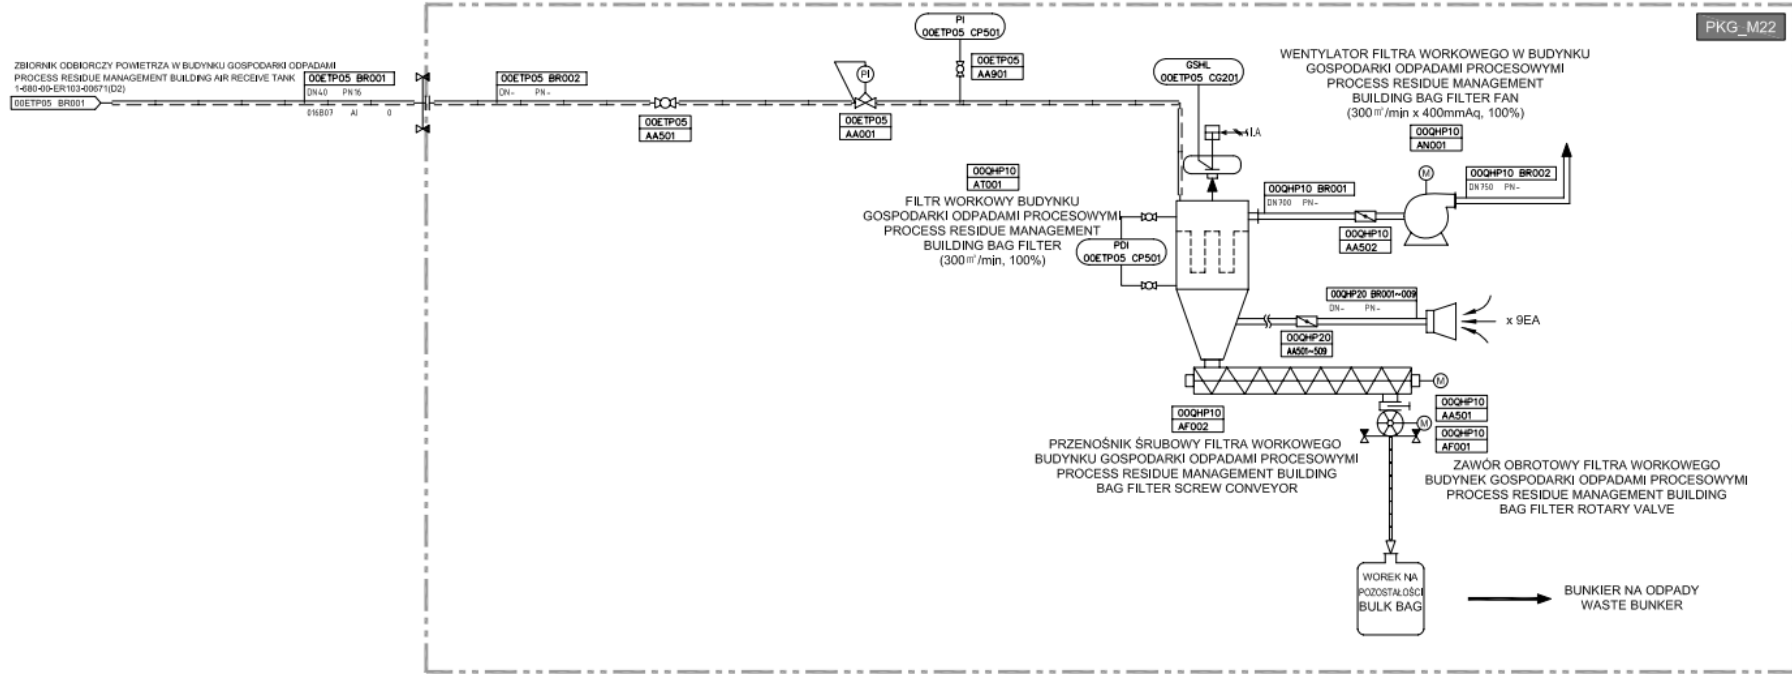 PKG_M22
ZBIORNIK ODBIORCZY POWIETRZA W BUDYNKU GOSPODARKI ODPADAMI
PROCESS RESIDUE MANAGEMENT BUILDING AIR RECEIVE TANK
1-680-00-ER103-00671(D2)
00ETP05 BR001
00ETP05 BR001
DN40 PN16
016B07 AI 0
00ETP05 BR002
DN- PN-
00ETP05
AA501
PI
00ETP05
AA001
PI
00ETP05 CP501
00ETP05
AA901
GSHL
00ETP05 CG201
I.A
WENTYLATOR FILTRA WORKOWEGO W BUDYNKU
GOSPODARKI ODPADAMI PROCESOWYMI
PROCESS RESIDUE MANAGEMENT
BUILDING BAG FILTER FAN
(300㎥/min x 400mmAq, 100%)
00QHP10
AN001
M
00QHP10 BR002
DN750 PN-
00QHP10 BR001
DN700 PN-
00QHP10
AA502
00QHP10
AT001
FILTR WORKOWY BUDYNKU
GOSPODARKI ODPADAMI PROCESOWYMI
PROCESS RESIDUE MANAGEMENT
BUILDING BAG FILTER
(300㎥/min, 100%)
PDI
00ETP05 CP501
00QHP20 BR001~009
DN- PN-
x 9EA
00QHP20
AA501~509
M
00QHP10
AF002
PRZENOŚNIK ŚRUBOWY FILTRA WORKOWEGO
BUDYNKU GOSPODARKI ODPADAMI PROCESOWYMI
PROCESS RESIDUE MANAGEMENT BUILDING
BAG FILTER SCREW CONVEYOR
00QHP10
AA501
M
00QHP10
AF001
ZAWÓR OBROTOWY FILTRA WORKOWEGO
BUDYNEK GOSPODARKI ODPADAMI PROCESOWYMI
PROCESS RESIDUE MANAGEMENT BUILDING
BAG FILTER ROTARY VALVE
WOREK NA
POZOSTAŁOŚCI
BULK BAG
BUNKIER NA ODPADY
WASTE BUNKER